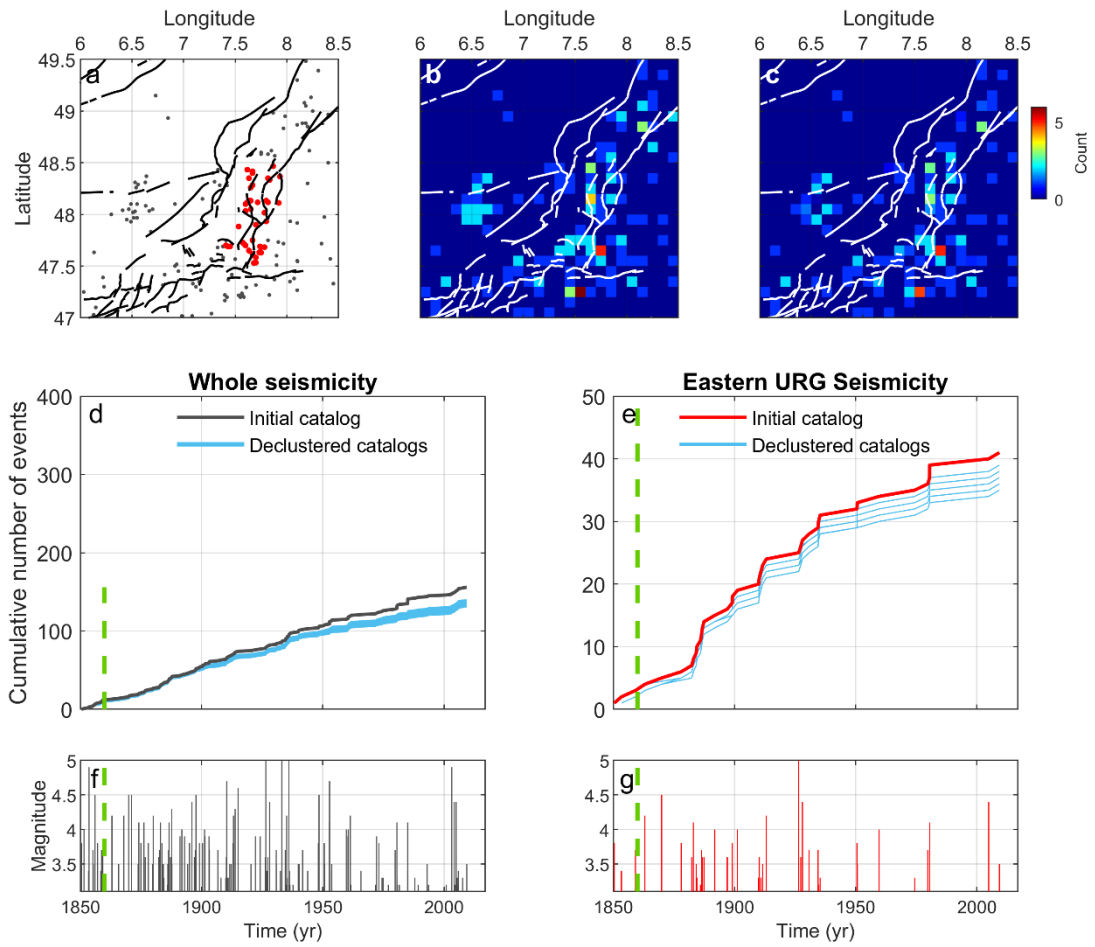 Longitude Longitude Longitude
6 6.5 7 7.5 8 8.5 6 6.5 7 7.5 8 8.5 6 6.5 7 7.5 8 8.5
49.5 a b c
49
48.5
48
47.5
47
Latitude
6
0
Count
Whole seismicity Eastern URG Seismicity
400 d Initial catalog 50 e Initial catalog
Declustered catalogs Declustered catalogs
300 40
30
200
20
100
10
0 0
Cumulative number of events
5 f 5 g
4.5 4.5
4 4
3.5 3.5
Magnitude
1850 1900 1950 2000 1850 1900 1950 2000
Time (yr) Time (yr)